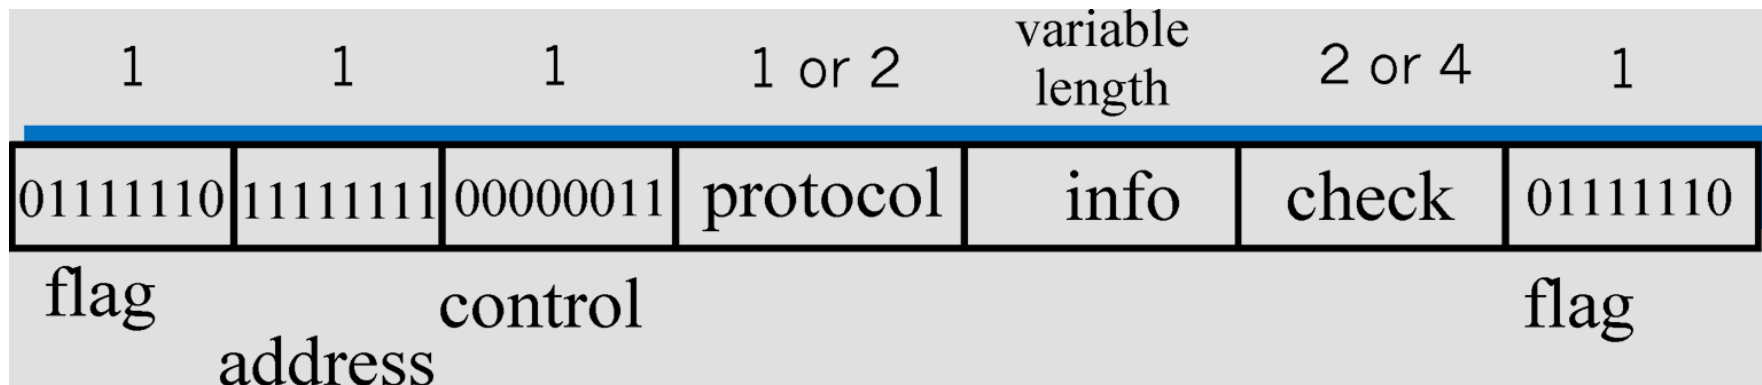 1 1 1 1 or 2 variable length 2 or 4 1
01111110 11111111 00000011 protocol info check 01111110
flag address control flag